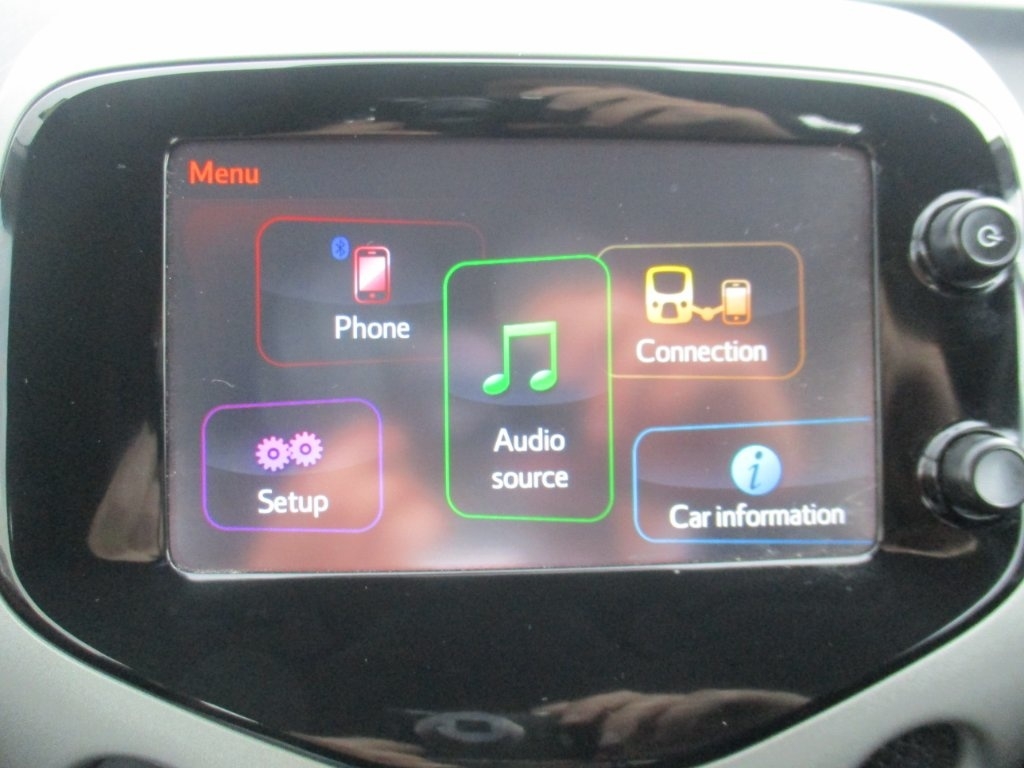 Menu
Phone
Connection
Audio
source
Setup
Car information